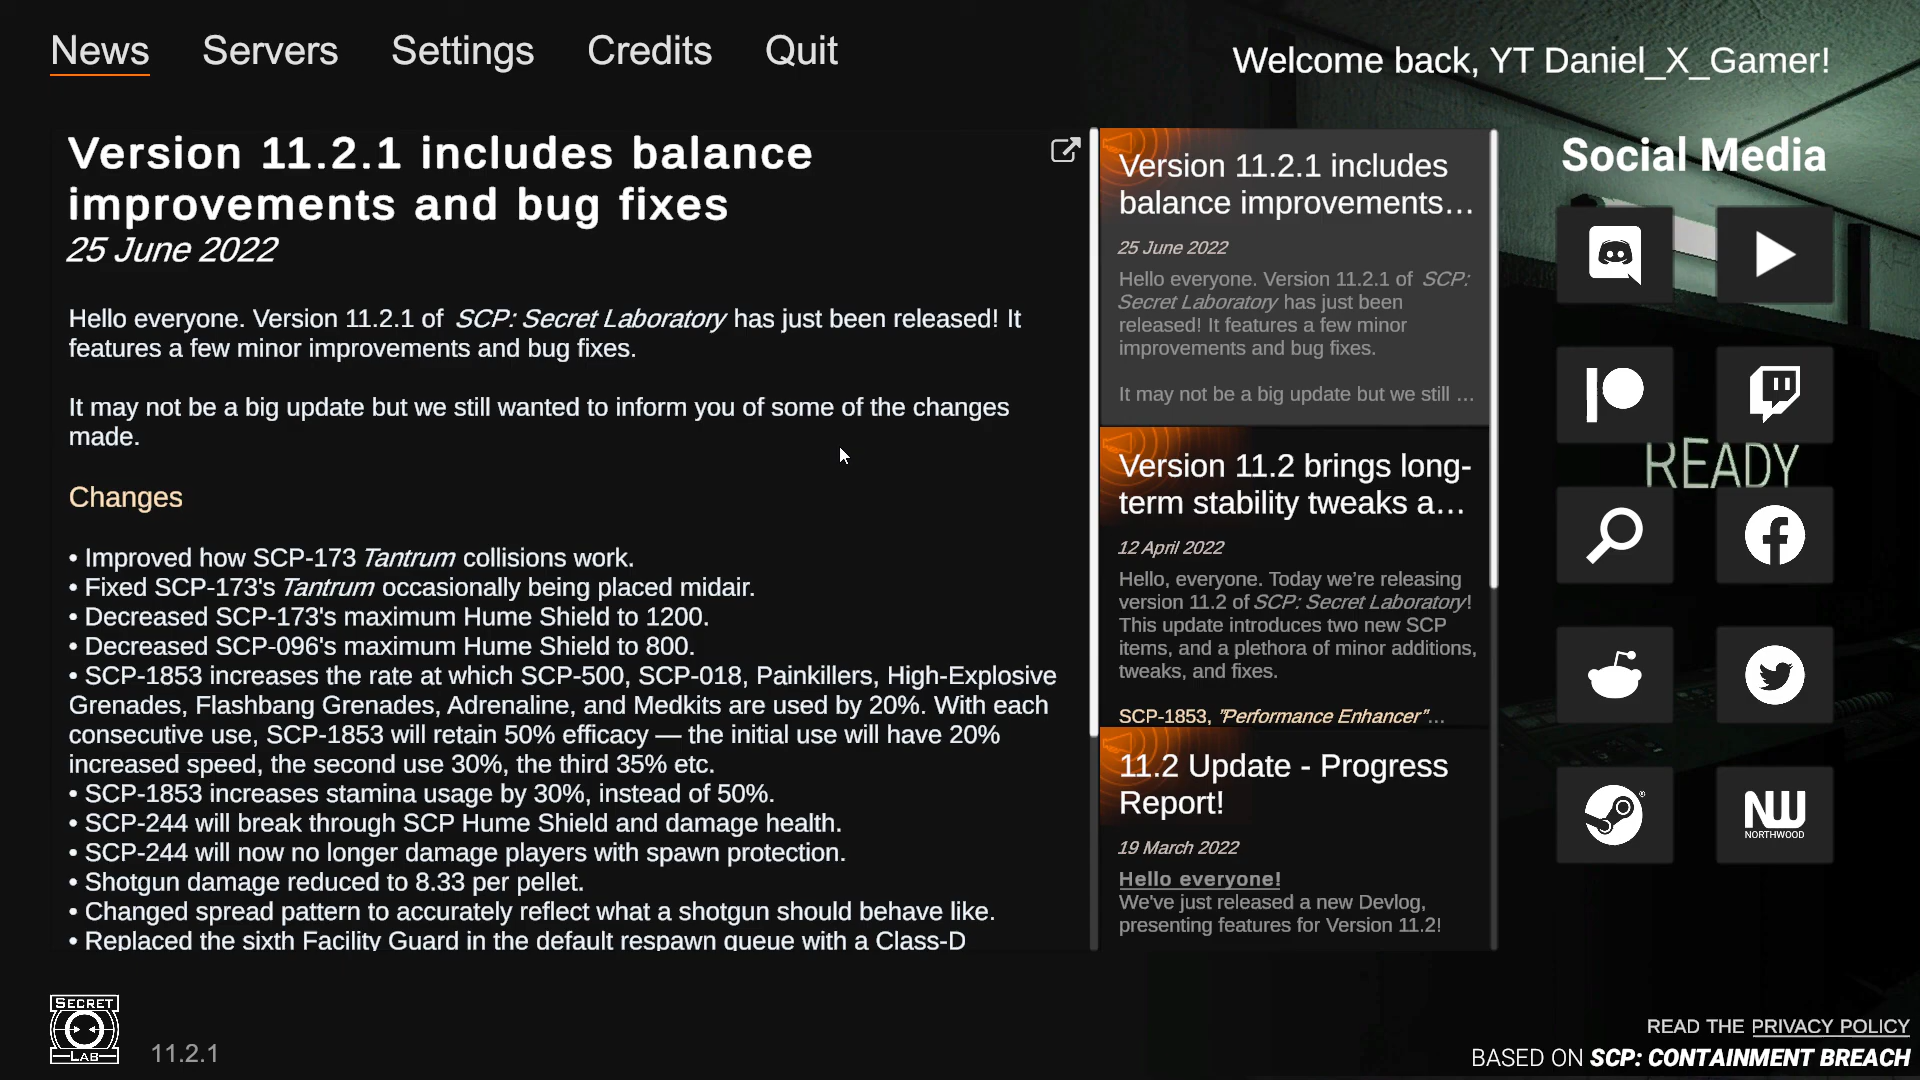 News Servers Settings Credits Quit
Welcome back, YT Daniel_X_Gamer!
Version 11.2.1 includes balance
improvements and bug fixes
25 June 2022
Hello everyone. Version 11.2.1 of SCP: Secret Laboratory has just been released! It
features a few minor improvements and bug fixes.
It may not be a big update but we still wanted to inform you of some of the changes
made.
Changes
• Improved how SCP-173 Tantrum collisions work.
• Fixed SCP-173's Tantrum occasionally being placed midair.
• Decreased SCP-173's maximum Hume Shield to 1200.
• Decreased SCP-096's maximum Hume Shield to 800.
• SCP-1853 increases the rate at which SCP-500, SCP-018, Painkillers, High-Explosive
Grenades, Flashbang Grenades, Adrenaline, and Medkits are used by 20%. With each
consecutive use, SCP-1853 will retain 50% efficacy — the initial use will have 20%
increased speed, the second use 30%, the third 35% etc.
• SCP-1853 increases stamina usage by 30%, instead of 50%.
• SCP-244 will break through SCP Hume Shield and damage health.
• SCP-244 will now no longer damage players with spawn protection.
• Shotgun damage reduced to 8.33 per pellet.
• Changed spread pattern to accurately reflect what a shotgun should behave like.
• Replaced the sixth Facility Guard in the default respawn queue with a Class-D
Version 11.2.1 includes
balance improvements...
25 June 2022
Hello everyone. Version 11.2.1 of SCP:
Secret Laboratory has just been
released! It features a few minor
improvements and bug fixes.
It may not be a big update but we still ...
Version 11.2 brings long-
term stability tweaks a...
12 April 2022
Hello, everyone. Today we're releasing
version 11.2 of SCP: Secret Laboratory!
This update introduces two new SCP
items, and a plethora of minor additions,
tweaks, and fixes.
SCP-1853, "Performance Enhancer"...
11.2 Update - Progress
Report!
19 March 2022
Hello everyone!
We've just released a new Devlog,
presenting features for Version 11.2!
Social Media
READY
NW
NORTHWOOD
SECRET
LAB
11.2.1
READ THE PRIVACY POLICY
BASED ON SCP: CONTAINMENT BREACH